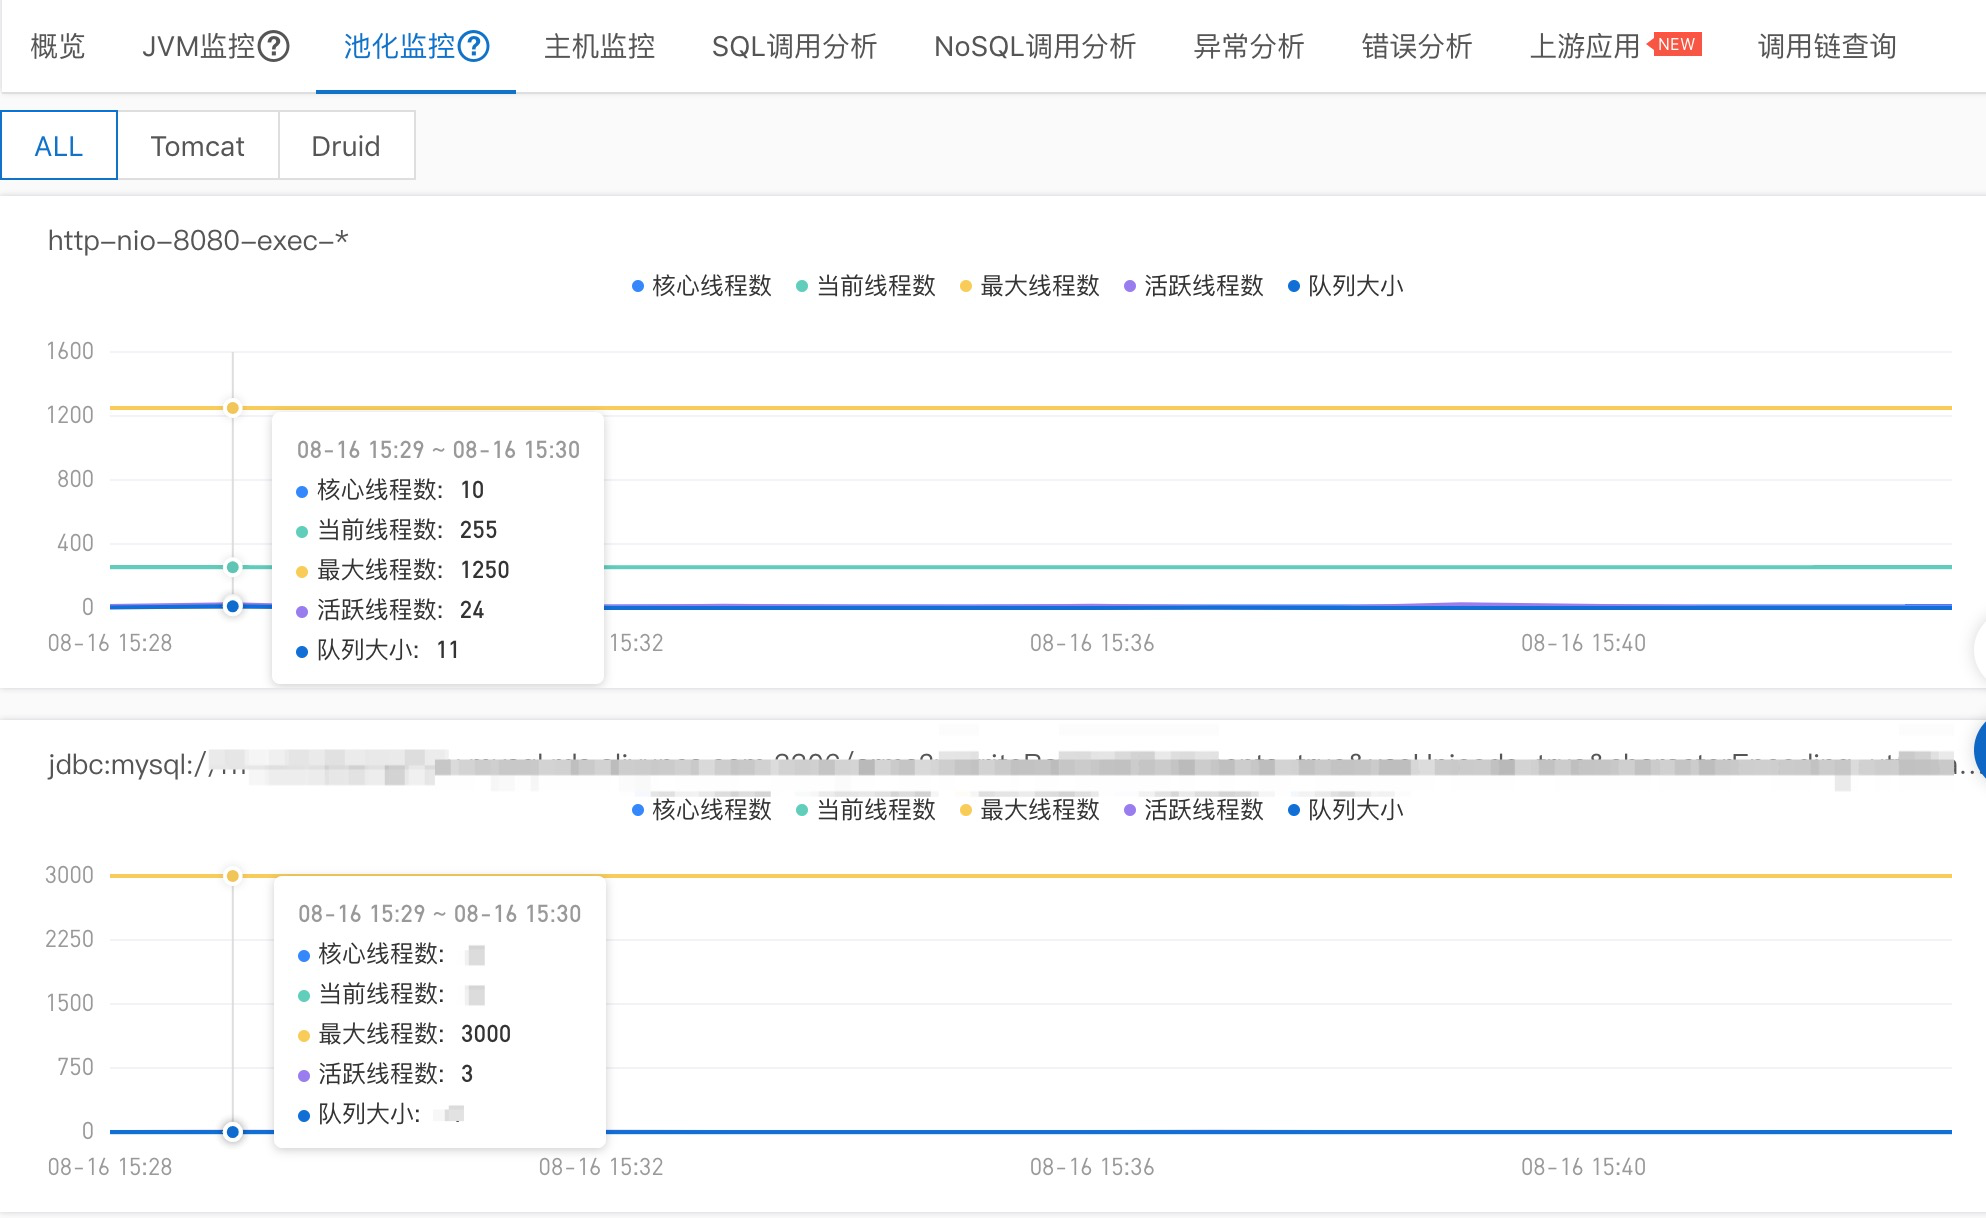 概览 JVM监控? 池化监控? 主机监控 SQL调用分析 NoSQL调用分析 异常分析 错误分析 上游应用 NEW 调用链查询
ALL Tomcat Druid
http-nio-8080-exec-*
核心线程数 当前线程数 最大线程数 活跃线程数 队列大小
1600
1200
800
400
0
08-16 15:28 15:32 08-16 15:36 08-16 15:40
08-16 15:29 ~ 08-16 15:30
核心线程数: 10
当前线程数: 255
最大线程数: 1250
活跃线程数: 24
队列大小: 11
jdbc:mysql://
核心线程数 当前线程数 最大线程数 活跃线程数 队列大小
3000
2250
1500
750
0
08-16 15:28 08-16 15:32 08-16 15:36 08-16 15:40
08-16 15:29 ~ 08-16 15:30
核心线程数:
当前线程数:
最大线程数: 3000
活跃线程数: 3
队列大小: